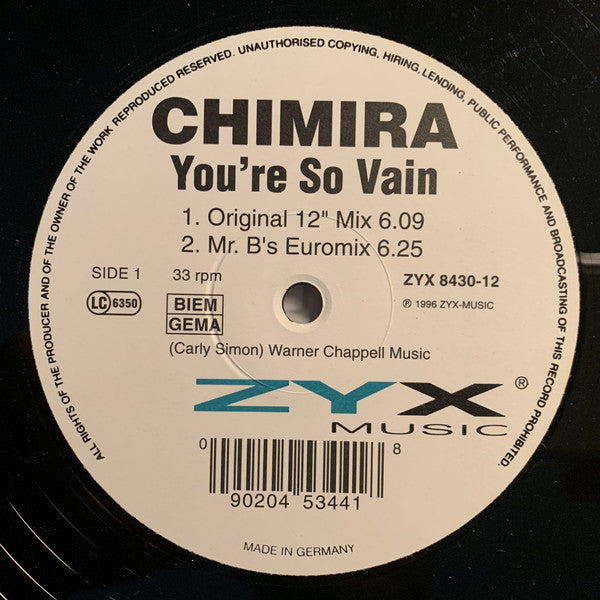 ALL RIGHTS OF THE PRODUCER AND OF THE OWNER OF THE WORK REPRODUCED RESERVED. UNAUTHORISED COPYING, HIRING, LENDING, PUBLIC PERFORMANCE AND BROADCASTING OF THIS RECORD PROHIBITED.
CHIMIRA
You're So Vain
1. Original 12" Mix 6.09
2. Mr. B's Euromix 6.25
SIDE 1 33 rpm ZYX 8430-12
LC 6350 BIEM ℗ 1996 ZYX-MUSIC
GEMA
(Carly Simon) Warner Chappell Music
ZYX ®
MUSIC
0 8
90204 53441
MADE IN GERMANY